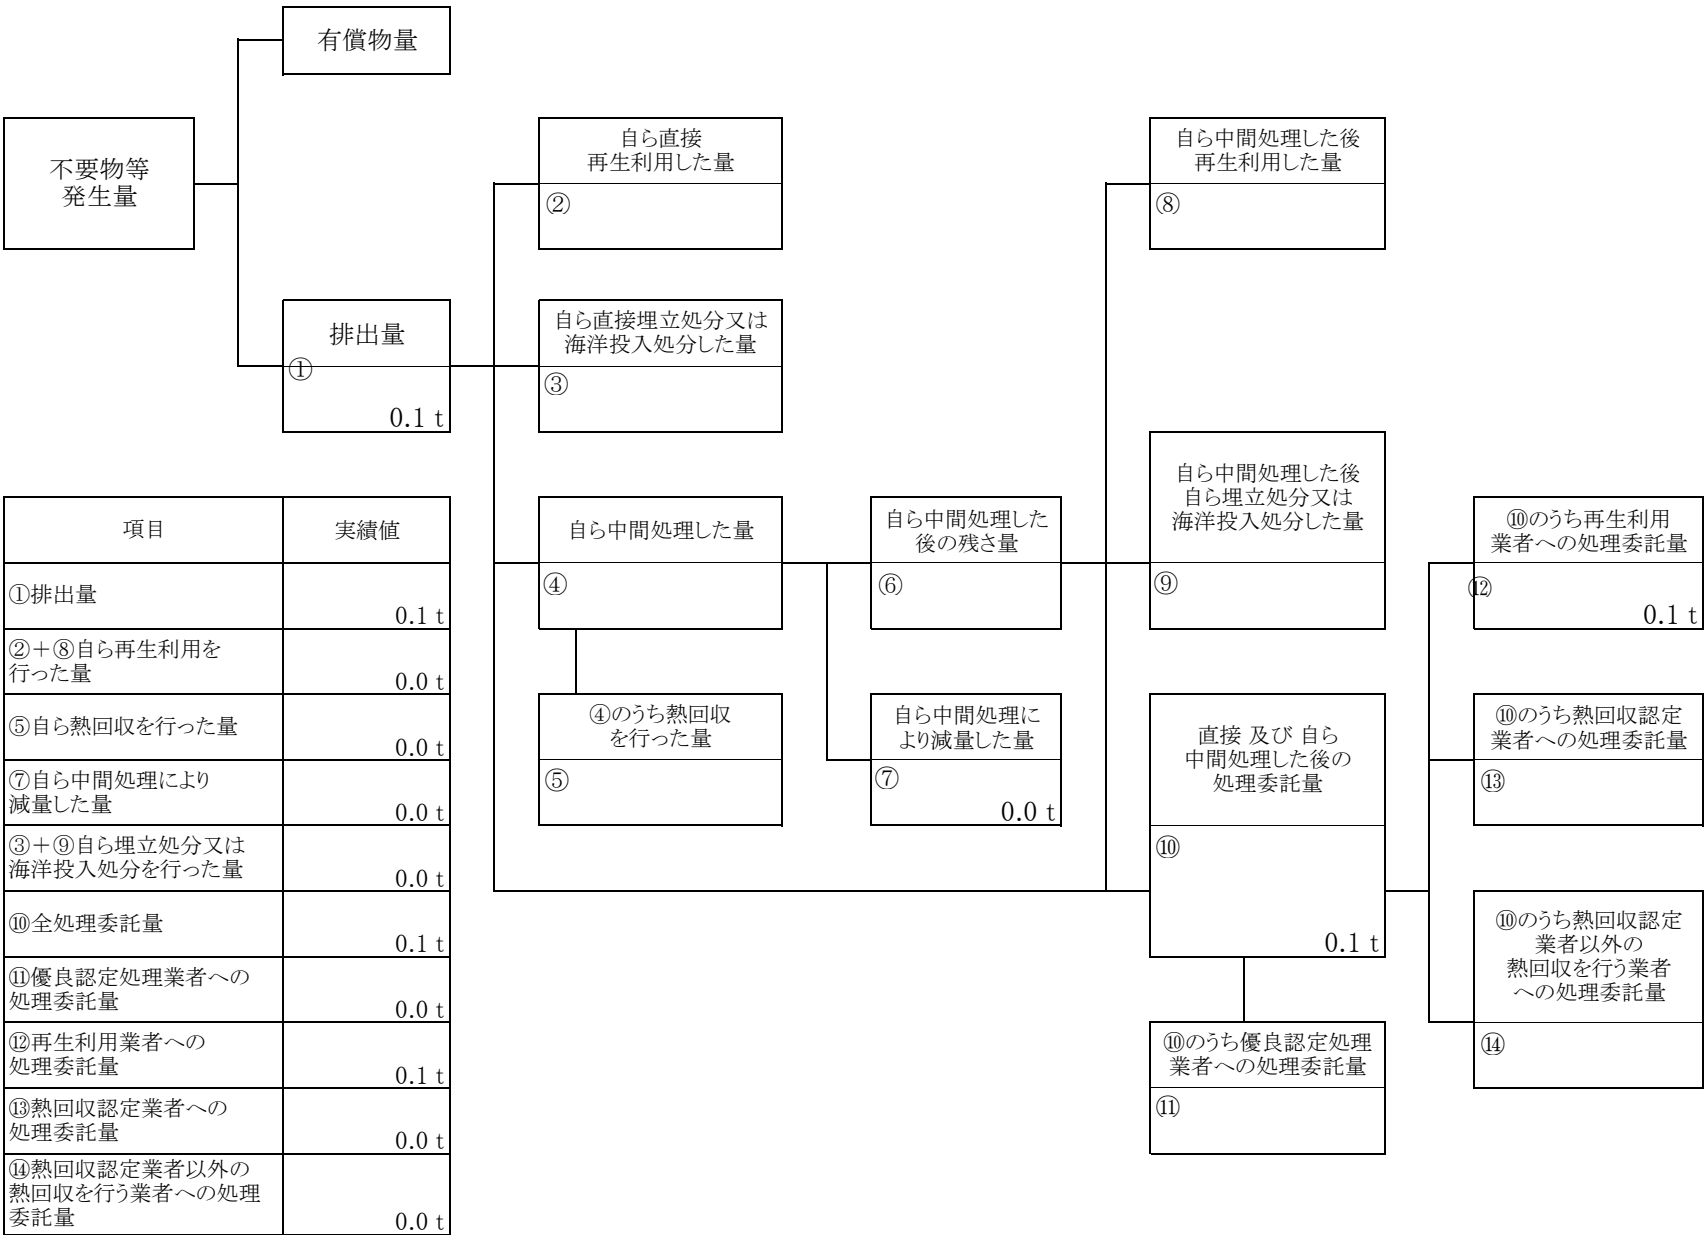 有償物量
不要物等
発生量
排出量
①
0.1 t
自ら直接
再生利用した量
②
自ら直接埋立処分又は
海洋投入処分した量
③
自ら中間処理した量
④
④のうち熱回収
を行った量
⑤
自ら中間処理した
後の残さ量
⑥
自ら中間処理に
より減量した量
⑦
0.0 t
自ら中間処理した後
再生利用した量
⑧
自ら中間処理した後
自ら埋立処分又は
海洋投入処分した量
⑨
直接 及び 自ら
中間処理した後の
処理委託量
⑩
0.1 t
⑩のうち優良認定処理
業者への処理委託量
⑪
⑩のうち再生利用
業者への処理委託量
⑫
0.1 t
⑩のうち熱回収認定
業者への処理委託量
⑬
⑩のうち熱回収認定
業者以外の
熱回収を行う業者
への処理委託量
⑭
項目 実績値
①排出量
0.1 t
②＋⑧自ら再生利用を
行った量
0.0 t
⑤自ら熱回収を行った量
0.0 t
⑦自ら中間処理により
減量した量
0.0 t
③＋⑨自ら埋立処分又は
海洋投入処分を行った量
0.0 t
⑩全処理委託量
0.1 t
⑪優良認定処理業者への
処理委託量
0.0 t
⑫再生利用業者への
処理委託量
0.1 t
⑬熱回収認定業者への
処理委託量
0.0 t
⑭熱回収認定業者以外の
熱回収を行う業者への処理
委託量
0.0 t